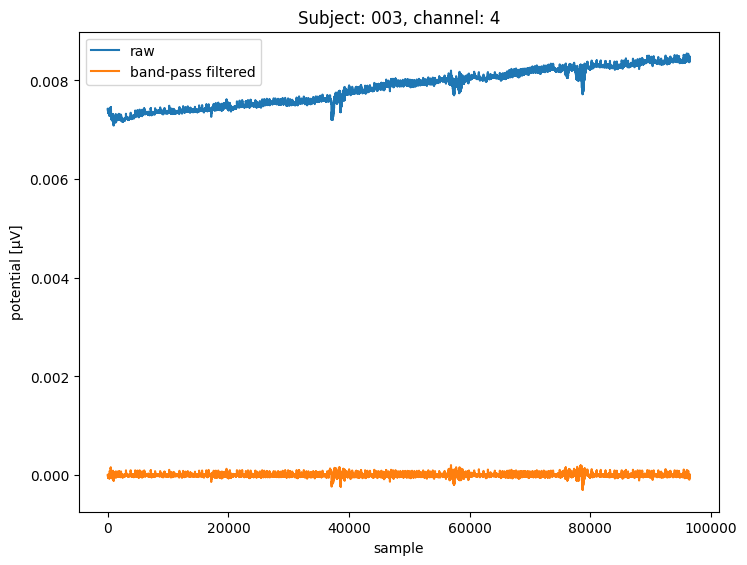 Subject: 003, channel: 4
raw
band-pass filtered
0.008
0.006
0.004
0.002
0.000
potential [µV]
0
20000
40000
60000
80000
100000
sample